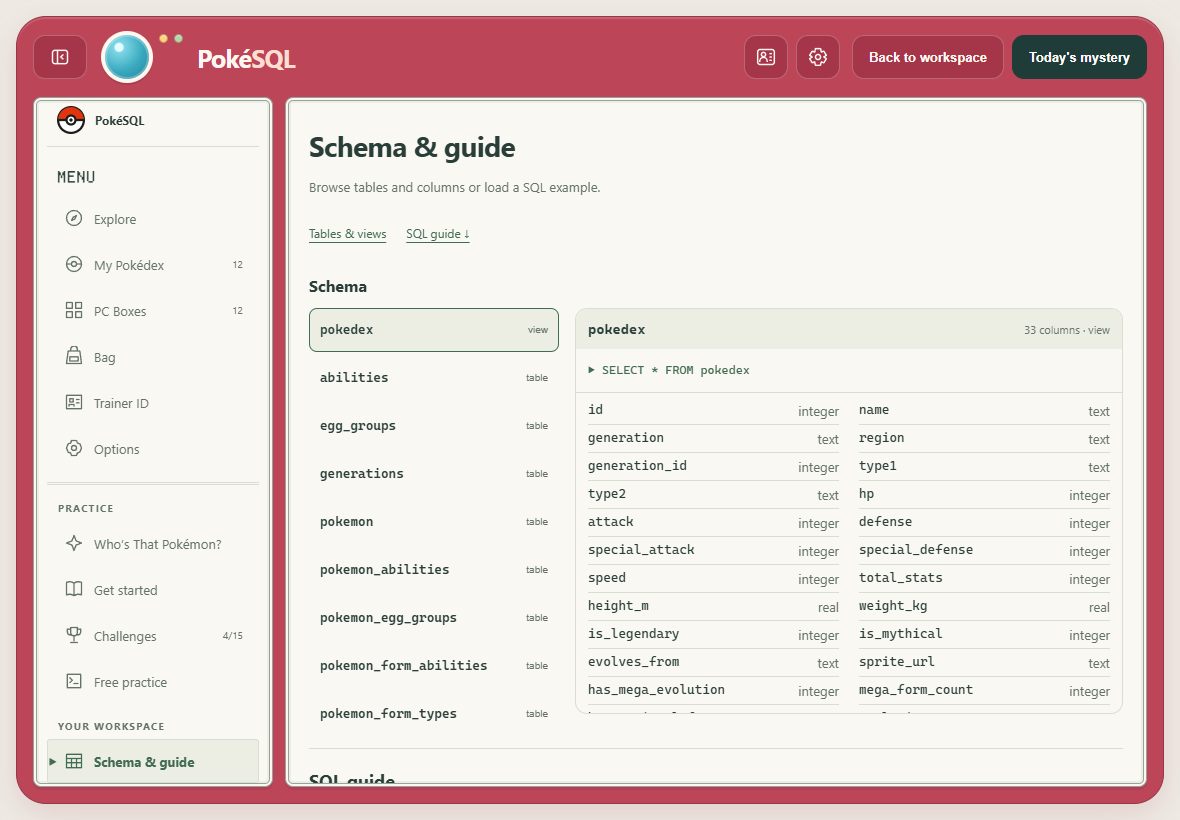 PokéSQL
Back to workspace
Today's mystery
PokéSQL
MENU
Explore
My Pokédex 12
PC Boxes 12
Bag
Trainer ID
Options
PRACTICE
Who's That Pokémon?
Get started
Challenges 4/15
Free practice
YOUR WORKSPACE
Schema & guide
Schema & guide
Browse tables and columns or load a SQL example.
Tables & views SQL guide ↓
Schema
pokedex view
abilities table
egg_groups table
generations table
pokemon table
pokemon_abilities table
pokemon_egg_groups table
pokemon_form_abilities table
pokemon_form_types table
pokedex 33 columns · view
SELECT * FROM pokedex
id integer name text
generation text region text
generation_id integer type1 text
type2 text hp integer
attack integer defense integer
special_attack integer special_defense integer
speed integer total_stats integer
height_m real weight_kg real
is_legendary integer is_mythical integer
evolves_from text sprite_url text
has_mega_evolution integer mega_form_count integer
SQL guide